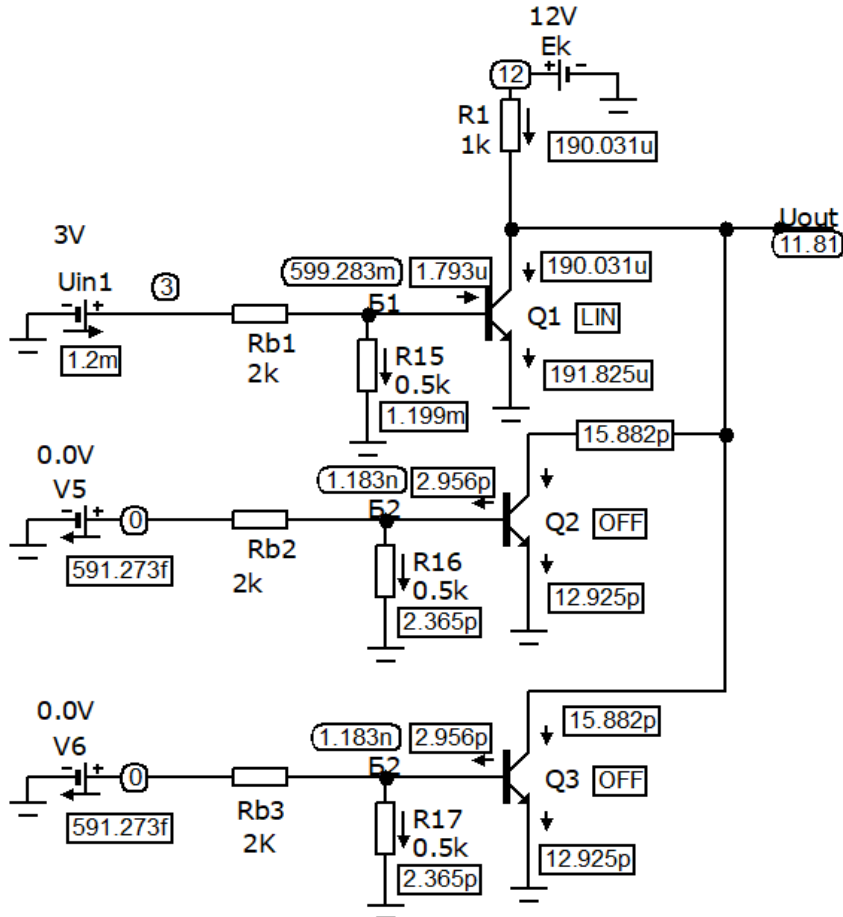 12V
Ek
+ -
12
R1
1k
190.031u
Uout
11.81
3V
Uin1
3
- +
1.2m
Rb1
2k
599.283m
1.793u
Б1
190.031u
Q1
LIN
R15
0.5k
1.199m
191.825u
15.882p
0.0V
V5
0
- +
591.273f
Rb2
2k
1.183n
2.956p
Б2
Q2
OFF
R16
0.5k
2.365p
12.925p
0.0V
V6
0
- +
591.273f
Rb3
2K
1.183n
2.956p
Б2
15.882p
Q3
OFF
R17
0.5k
2.365p
12.925p